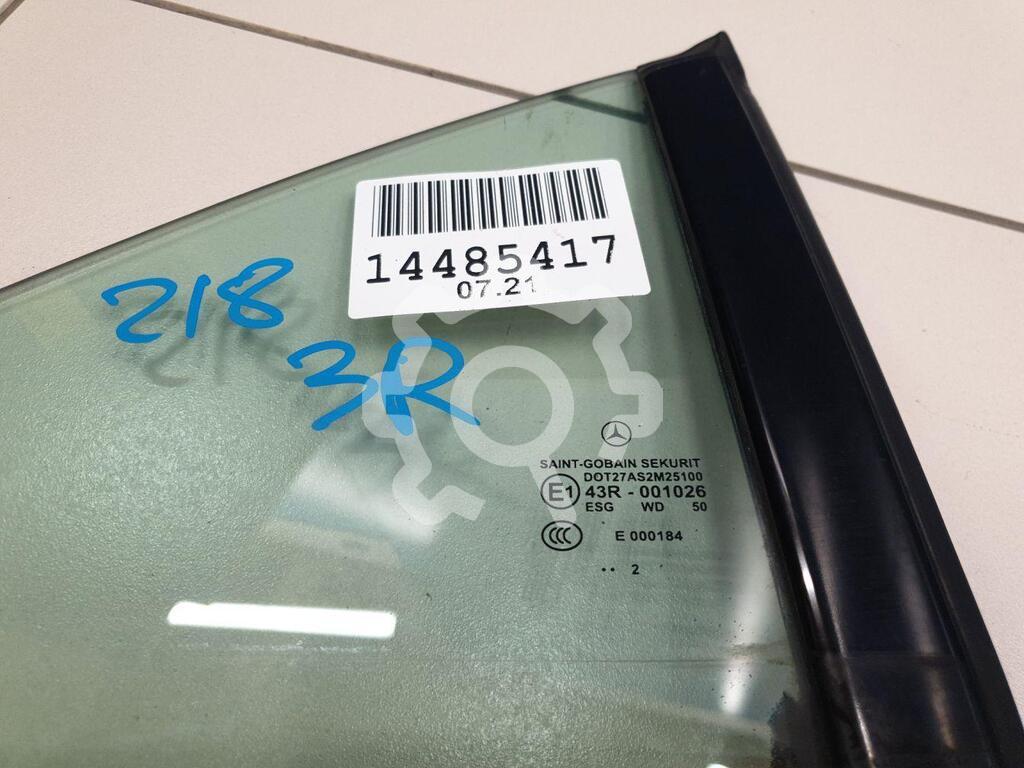 14485417
07.21
218
3R
SAINT-GOBAIN SEKURIT
DOT27AS2M25100
E1 43R - 001026
ESG WD 50
CCC E 000184
.. 2